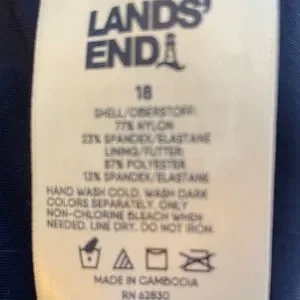 LANDS'
END
18
SHELL/OBERSTOFF:
77% NYLON
23% SPANDEX/ELASTANE
LINING/FUTTER:
87% POLYESTER
13% SPANDEX/ELASTANE
HAND WASH COLD. WASH DARK
COLORS SEPARATELY. ONLY
NON-CHLORINE BLEACH WHEN
NEEDED. LINE DRY. DO NOT IRON.
MADE IN CAMBODIA
RN 62830